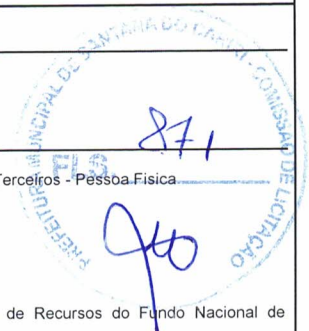 PREFEITURA MUNICIPAL DE SANTANA DO CARIRI - COMISSÃO DE LICITAÇÃO
871
FLS.
Terceiros - Pessoa Física
de Recursos do Fundo Nacional de